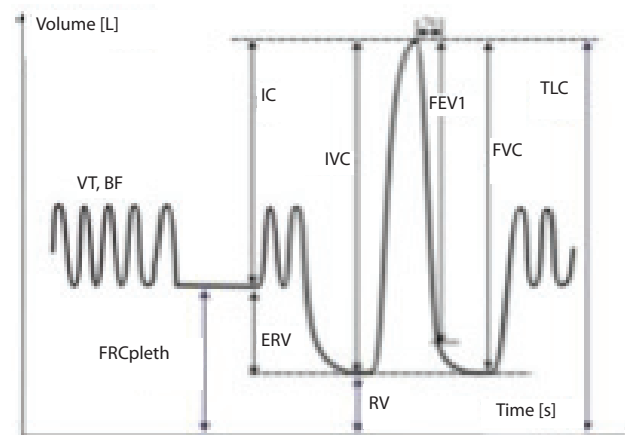 Volume [L]
IC
FEV1
TLC
IVC
FVC
VT, BF
ERV
FRCpleth
RV
Time [s]